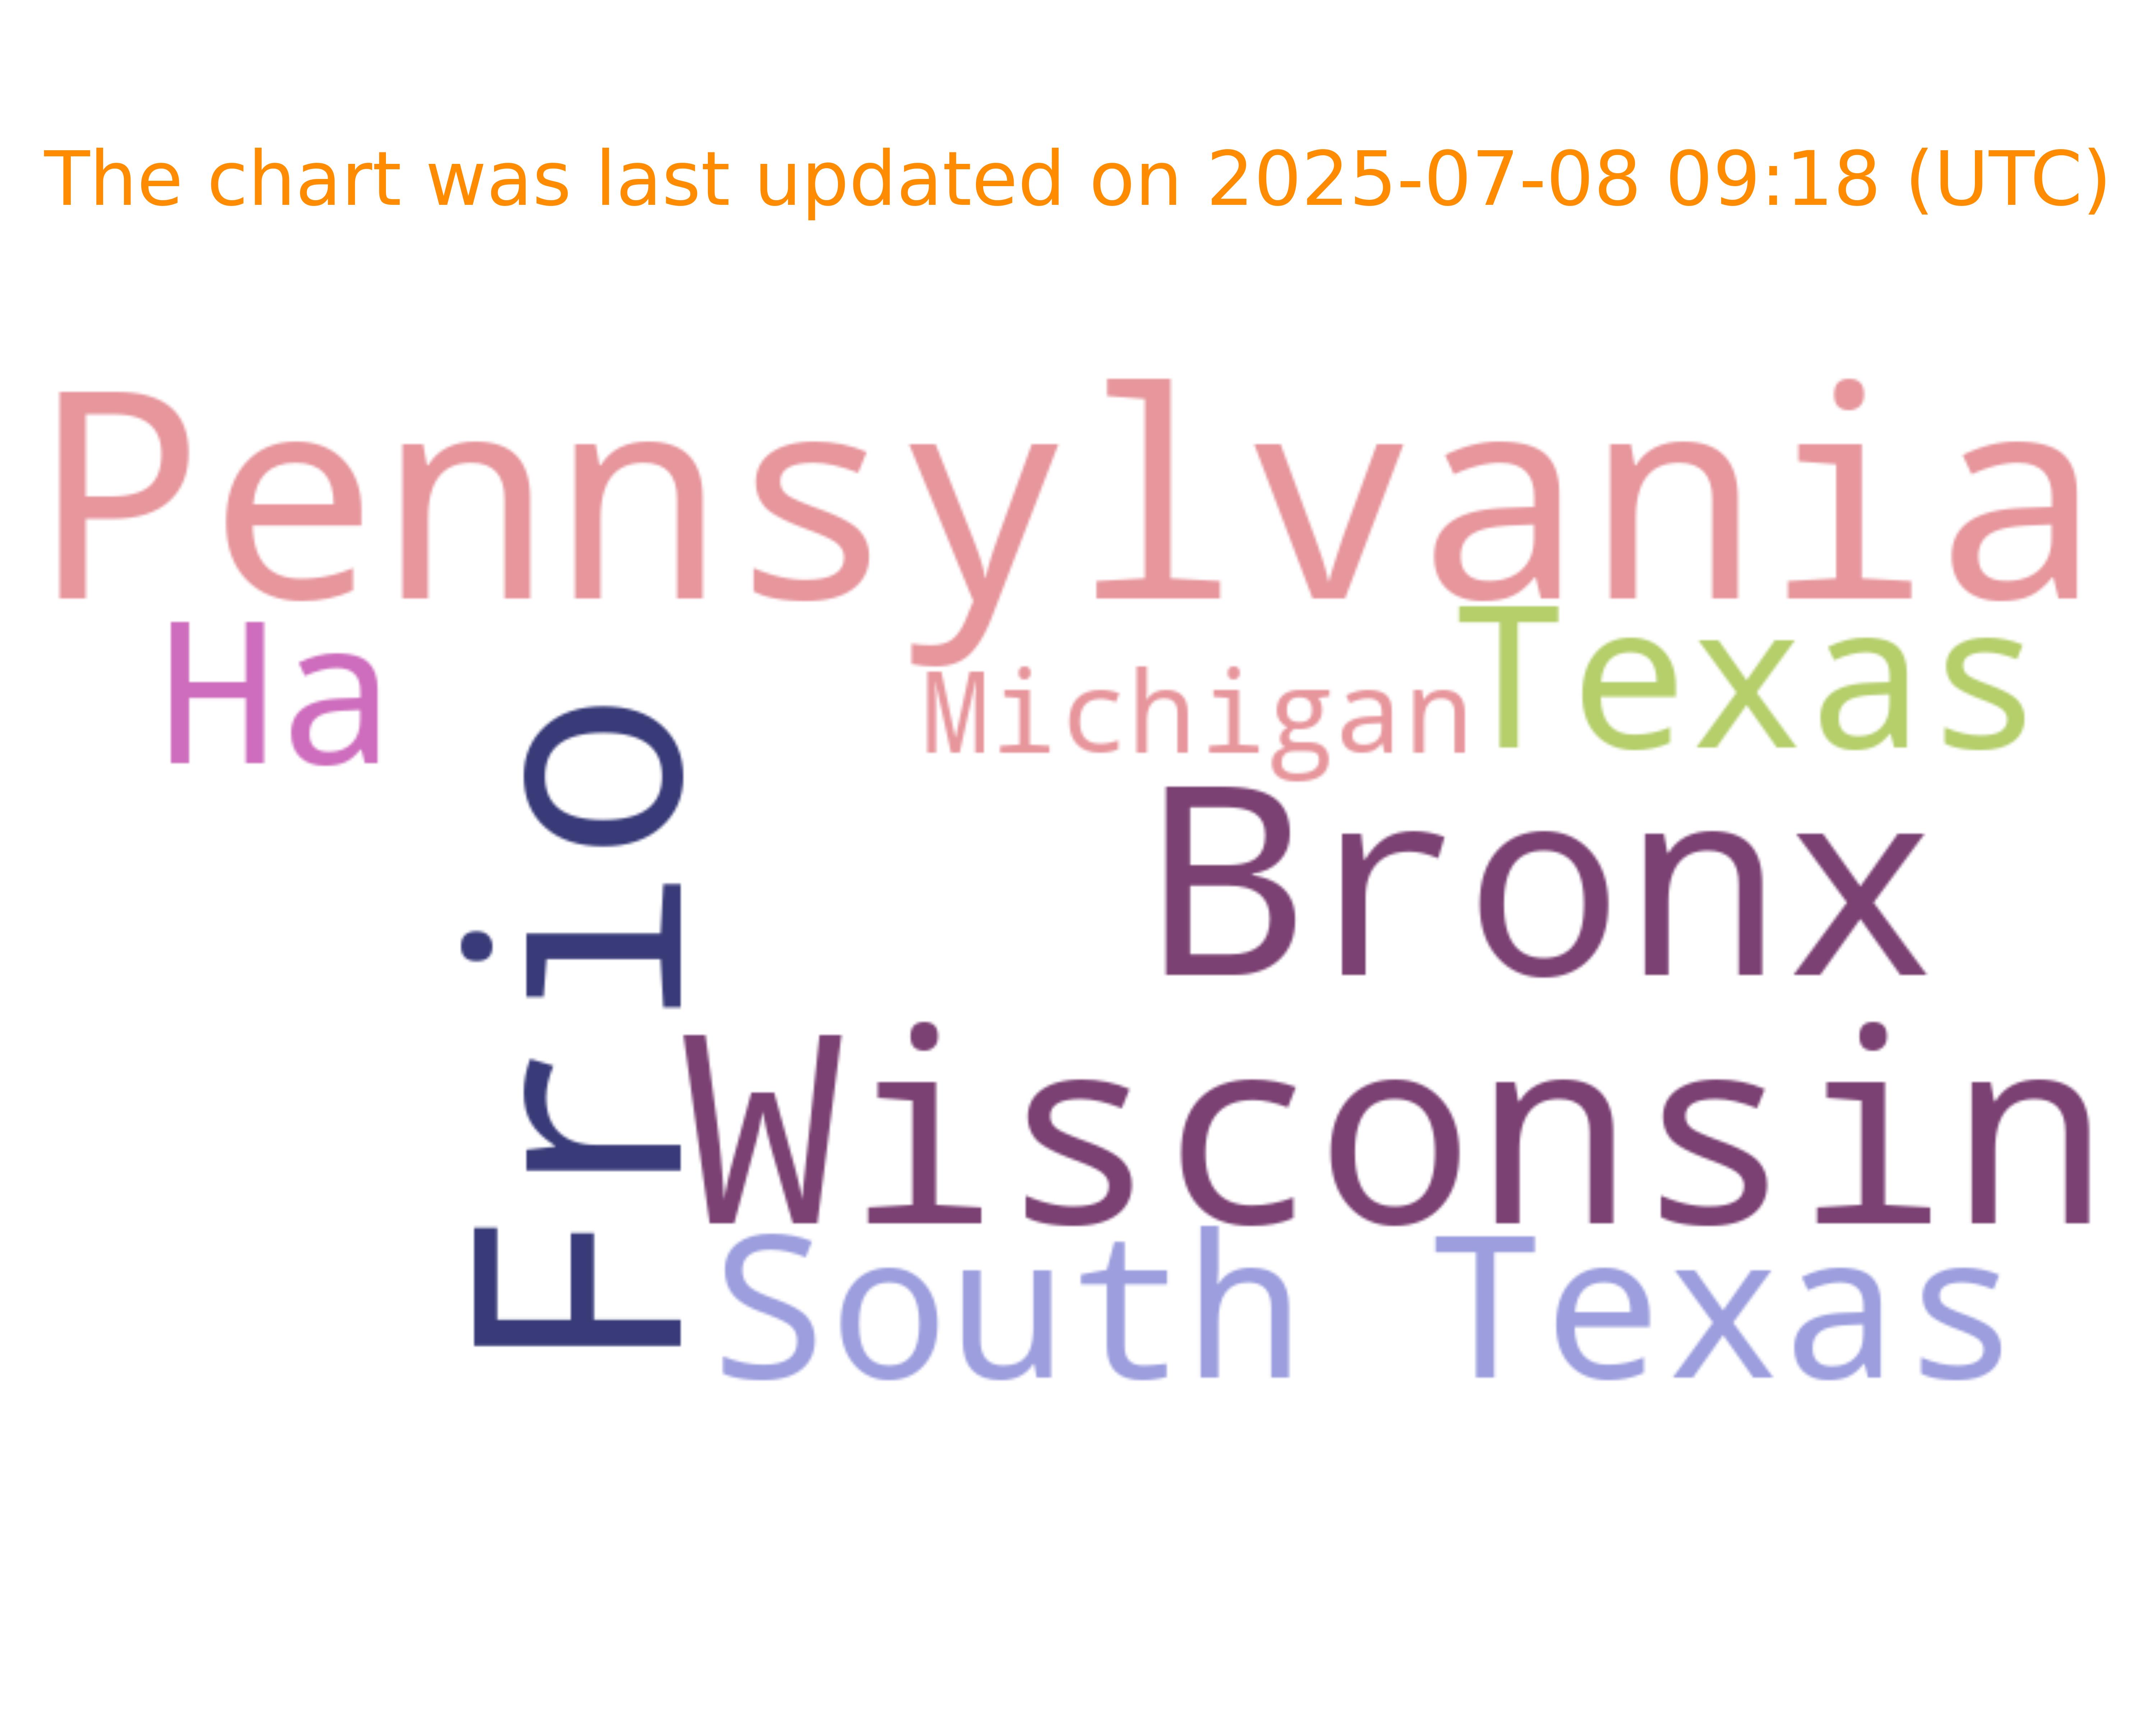 The chart was last updated on 2025-07-08 09:18 (UTC)
Pennsylvania
Ha
Michigan
Texas
Frio
Bronx
Wisconsin
South Texas